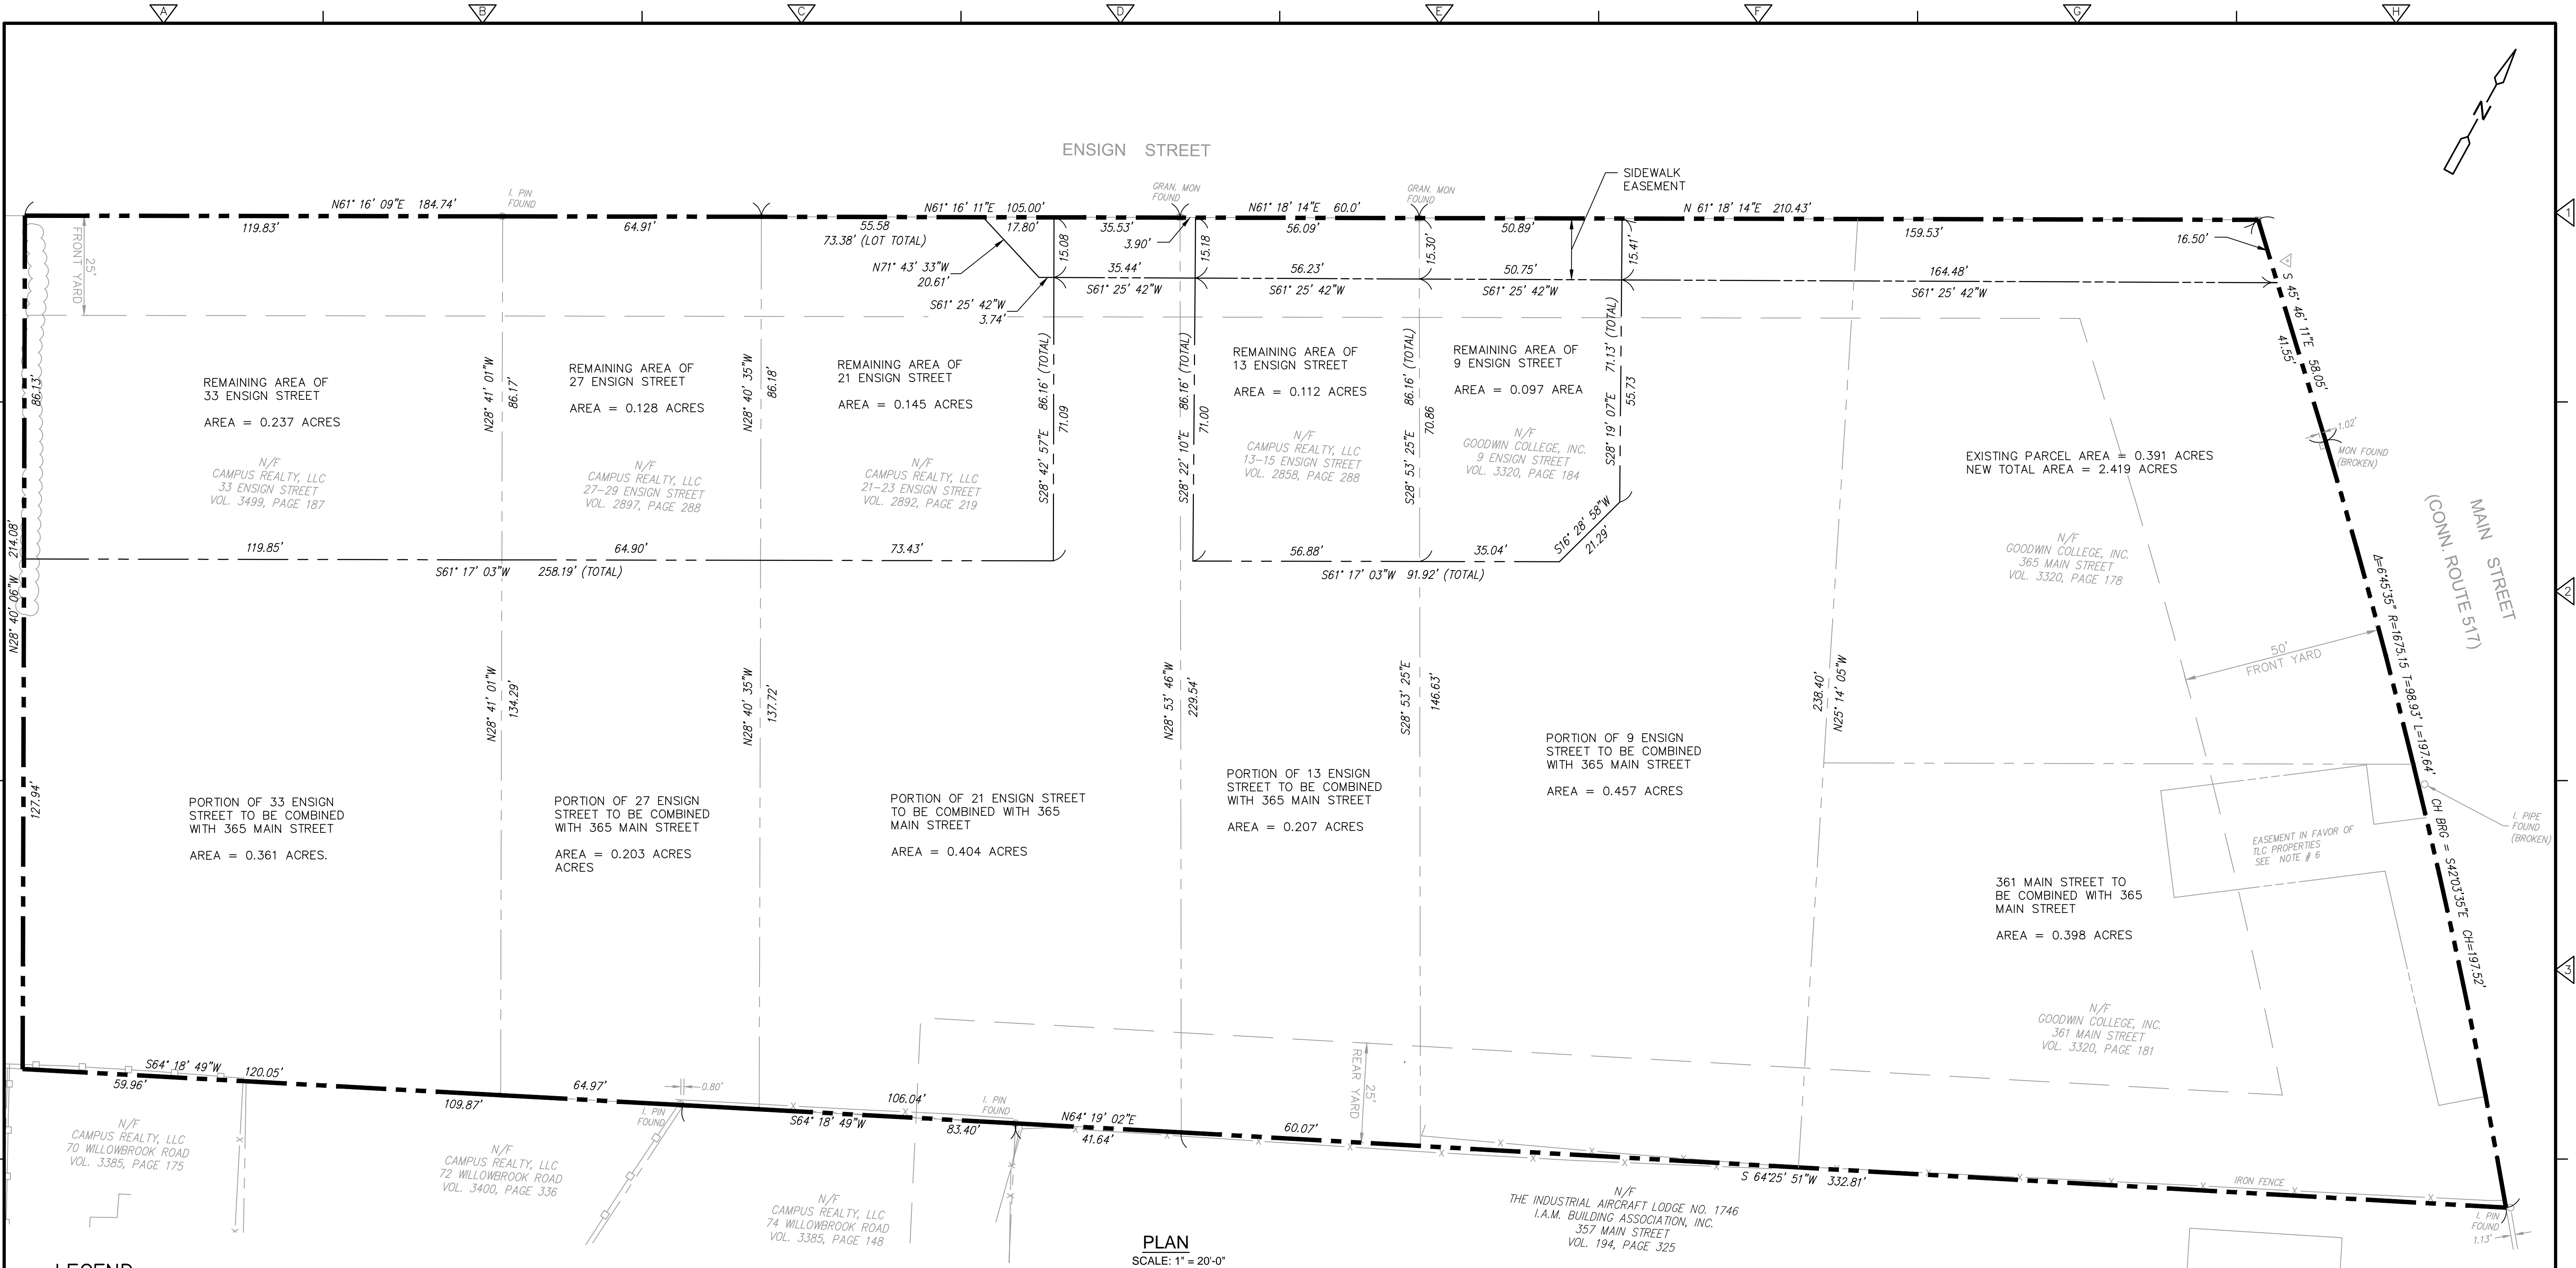 A
B
C
D
E
F
G
H
N
1
2
3
ENSIGN STREET
SIDEWALK
EASEMENT
N61° 16' 09"E 184.74'
I. PIN
FOUND
N61° 16' 11"E 105.00'
GRAN. MON
FOUND
N61° 18' 14"E 60.0'
GRAN. MON
FOUND
N 61° 18' 14"E 210.43'
119.83'
64.91'
55.58
73.38' (LOT TOTAL)
17.80'
35.53'
3.90'
56.09'
50.89'
159.53'
16.50'
25'
FRONT YARD
N71° 43' 33"W
20.61'
S61° 25' 42"W
3.74'
15.08
35.44'
S61° 25' 42"W
15.18
56.23'
S61° 25' 42"W
15.30'
50.75'
S61° 25' 42"W
15.41'
164.48'
S61° 25' 42"W
S 45° 46' 11"E 58.05'
41.55'
1.02'
MON FOUND
(BROKEN)
86.13'
REMAINING AREA OF
33 ENSIGN STREET
AREA = 0.237 ACRES
N/F
CAMPUS REALTY, LLC
33 ENSIGN STREET
VOL. 3499, PAGE 187
N28° 41' 01"W
86.17'
REMAINING AREA OF
27 ENSIGN STREET
AREA = 0.128 ACRES
N/F
CAMPUS REALTY, LLC
27-29 ENSIGN STREET
VOL. 2897, PAGE 288
N28° 40' 35"W
86.18'
REMAINING AREA OF
21 ENSIGN STREET
AREA = 0.145 ACRES
N/F
CAMPUS REALTY, LLC
21-23 ENSIGN STREET
VOL. 2892, PAGE 219
S28° 42' 57"E 86.16' (TOTAL)
71.09
S28° 22' 10"E 86.16' (TOTAL)
71.00
REMAINING AREA OF
13 ENSIGN STREET
AREA = 0.112 ACRES
N/F
CAMPUS REALTY, LLC
13-15 ENSIGN STREET
VOL. 2858, PAGE 288
S28° 53' 25"E 86.16' (TOTAL)
70.86
REMAINING AREA OF
9 ENSIGN STREET
AREA = 0.097 AREA
N/F
GOODWIN COLLEGE, INC.
9 ENSIGN STREET
VOL. 3320, PAGE 184
S28° 19' 07"E 71.13' (TOTAL)
55.73
EXISTING PARCEL AREA = 0.391 ACRES
NEW TOTAL AREA = 2.419 ACRES
N/F
GOODWIN COLLEGE, INC.
365 MAIN STREET
VOL. 3320, PAGE 178
MAIN STREET
(CONN. ROUTE 517)
N28° 40' 06"W 214.08'
119.85'
64.90'
73.43'
S61° 17' 03"W 258.19' (TOTAL)
56.88'
35.04'
S61° 17' 03"W 91.92' (TOTAL)
S16° 28' 58"W
21.29'
Δ=6°45'35" R=1675.15 T=98.93' L=197.64' CH BRG = S42°03'35"E CH=197.52'
50'
FRONT YARD
127.94'
N28° 41' 01"W
134.29'
N28° 40' 35"W
137.72'
N28° 53' 46"W
229.54'
S28° 53' 25"E
146.63'
238.40'
N25° 14' 05"W
PORTION OF 33 ENSIGN
STREET TO BE COMBINED
WITH 365 MAIN STREET
AREA = 0.361 ACRES.
PORTION OF 27 ENSIGN
STREET TO BE COMBINED
WITH 365 MAIN STREET
AREA = 0.203 ACRES
ACRES
PORTION OF 21 ENSIGN STREET
TO BE COMBINED WITH 365
MAIN STREET
AREA = 0.404 ACRES
PORTION OF 13 ENSIGN
STREET TO BE COMBINED
WITH 365 MAIN STREET
AREA = 0.207 ACRES
PORTION OF 9 ENSIGN
STREET TO BE COMBINED
WITH 365 MAIN STREET
AREA = 0.457 ACRES
EASEMENT IN FAVOR OF
TLC PROPERTIES
SEE NOTE # 6
I. PIPE
FOUND
(BROKEN)
361 MAIN STREET TO
BE COMBINED WITH 365
MAIN STREET
AREA = 0.398 ACRES
N/F
GOODWIN COLLEGE, INC.
361 MAIN STREET
VOL. 3320, PAGE 181
25'
REAR YARD
S64° 18' 49"W
59.96'
120.05'
109.87'
64.97'
0.80'
I. PIN
FOUND
S64° 18' 49"W
106.04'
83.40'
I. PIN
FOUND
N64° 19' 02"E
41.64'
60.07'
S 64°25' 51"W 332.81'
IRON FENCE
I. PIN
FOUND
1.13'
N/F
CAMPUS REALTY, LLC
70 WILLOWBROOK ROAD
VOL. 3385, PAGE 175
N/F
CAMPUS REALTY, LLC
72 WILLOWBROOK ROAD
VOL. 3400, PAGE 336
N/F
CAMPUS REALTY, LLC
74 WILLOWBROOK ROAD
VOL. 3385, PAGE 148
N/F
THE INDUSTRIAL AIRCRAFT LODGE NO. 1746
I.A.M. BUILDING ASSOCIATION, INC.
357 MAIN STREET
VOL. 194, PAGE 325
PLAN
SCALE: 1" = 20'-0"
LEGEND